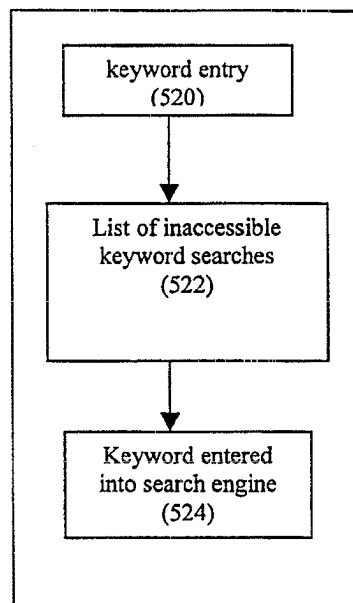 keyword entry
(520)
List of inaccessible
keyword searches
(522)
Keyword entered
into search engine
(524)